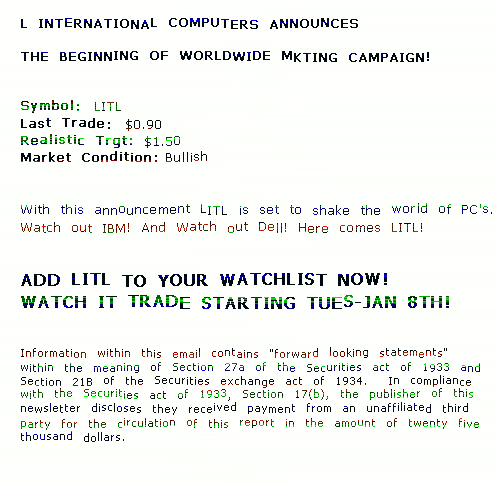 L INTERNATIONAL COMPUTERS ANNOUNCES
THE BEGINNING OF WORLDWIDE MKTING CAMPAIGN!
Symbol: LITL
Last Trade: $0.90
Realistic Trgt: $1.50
Market Condition: Bullish
With this announcement LITL is set to shake the world of PC's.
Watch out IBM! And Watch out Dell! Here comes LITL!
ADD LITL TO YOUR WATCHLIST NOW!
WATCH IT TRADE STARTING TUES-JAN 8TH!
Information within this email contains "forward looking statements"
within the meaning of Section 27a of the Securities act of 1933 and
Section 21B of the Securities exchange act of 1934. In compliance
with the Securities act of 1933, Section 17(b), the publisher of this
newsletter discloses they received payment from an unaffiliated third
party for the circulation of this report in the amount of twenty five
thousand dollars.